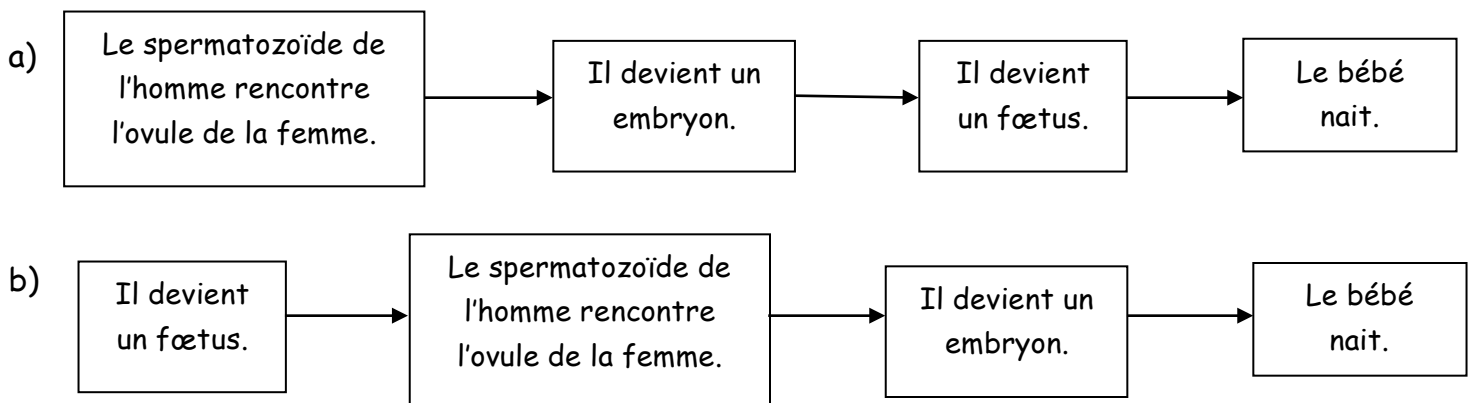 a)
Le spermatozoïde de
l'homme rencontre
l'ovule de la femme.
Il devient un
embryon.
Il devient
un fœtus.
Le bébé
nait.
b)
Il devient
un fœtus.
Le spermatozoïde de
l'homme rencontre
l'ovule de la femme.
Il devient un
embryon.
Le bébé
nait.